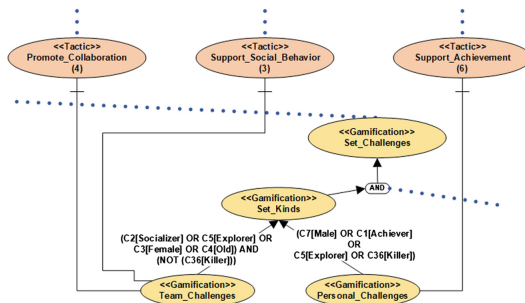 <<Tactic>>
Promote_Collaboration
(4)
<<Tactic>>
Support_Social_Behavior
(3)
<<Tactic>>
Support_Achievement
(6)
<<Gamification>>
Set_Challenges
AND
<<Gamification>>
Set_Kinds
(C2[Socializer] OR C5[Explorer] OR
C3[Female] OR C4[Old]) AND
(NOT (C36[Killer]))
(C7[Male] OR C1[Achiever]
OR
C5[Explorer] OR C36[Killer])
<<Gamification>>
Team_Challenges
<<Gamification>>
Personal_Challenges